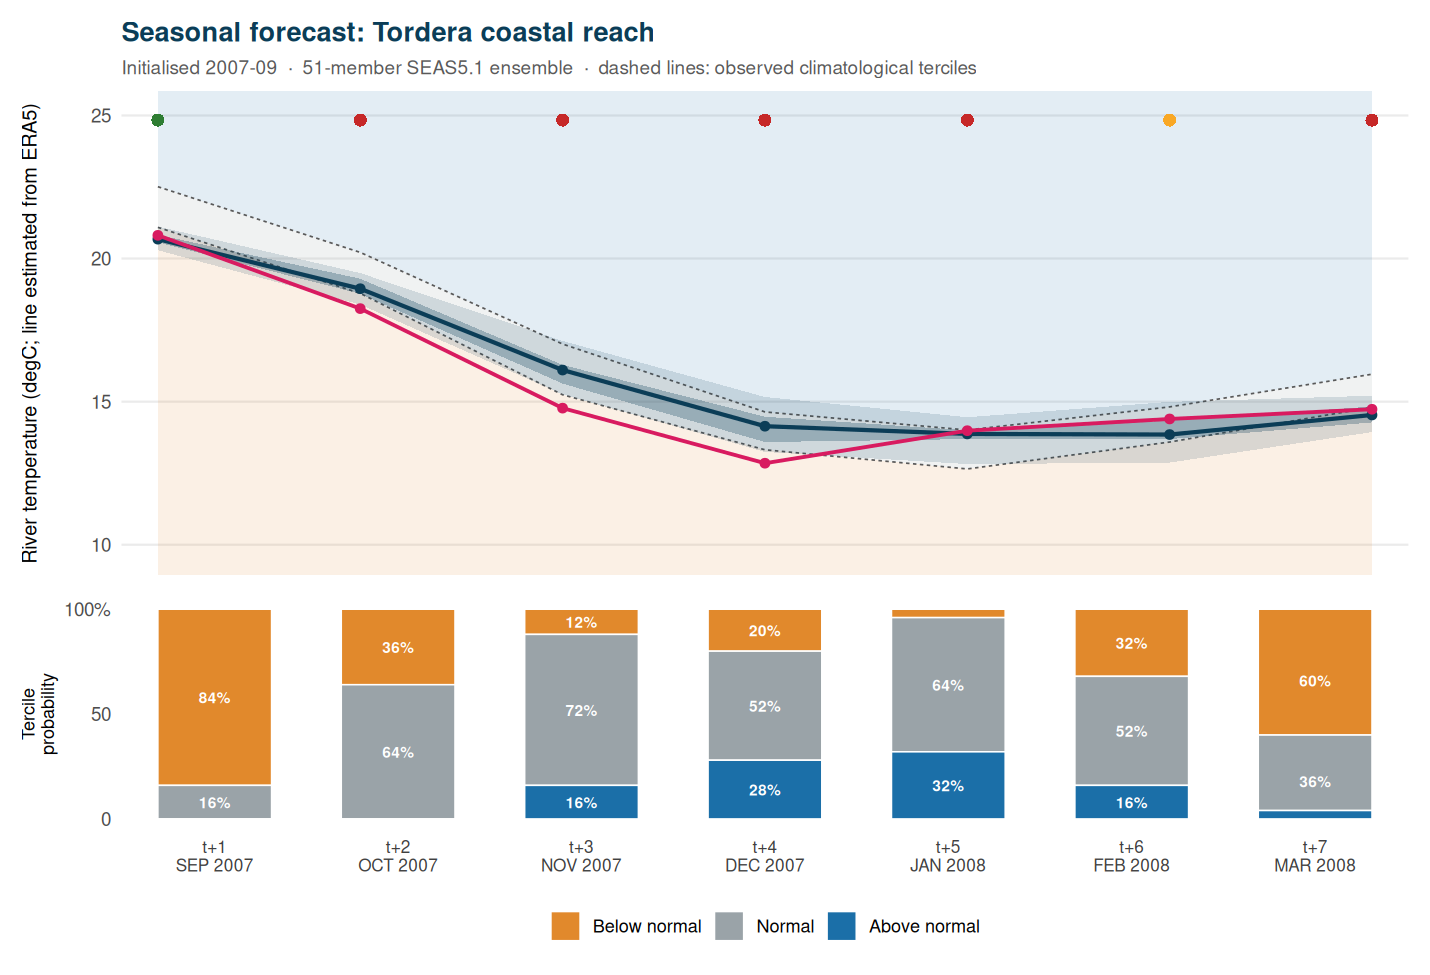 Seasonal forecast: Tordera coastal reach
Initialised 2007-09 · 51-member SEAS5.1 ensemble · dashed lines: observed climatological terciles
River temperature (degC; line estimated from ERA5)
25
20
15
10
Tercile
probability
100%
50
0
84%
16%
36%
64%
12%
72%
16%
20%
52%
28%
64%
32%
32%
52%
16%
60%
36%
t+1
SEP 2007
t+2
OCT 2007
t+3
NOV 2007
t+4
DEC 2007
t+5
JAN 2008
t+6
FEB 2008
t+7
MAR 2008
Below normal
Normal
Above normal